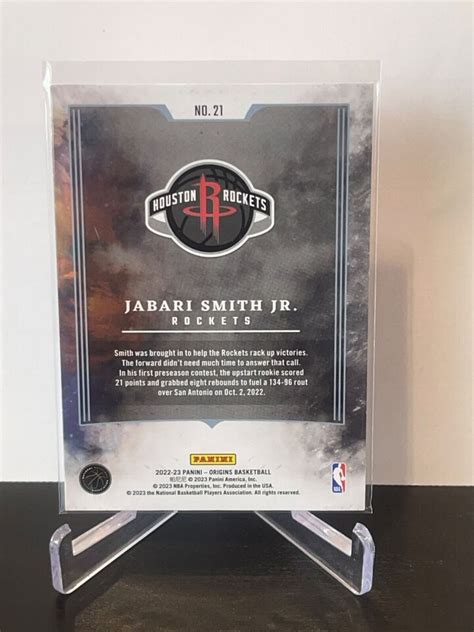 NO. 21
HOUSTON R ROCKETS
JABARI SMITH JR.
ROCKETS
Smith was brought in to help the Rockets rack up victories.
The forward didn't need much time to answer that call.
In his first preseason contest, the upstart rookie scored
21 points and grabbed eight rebounds to fuel a 134-96 rout
over San Antonio on Oct. 2, 2022.
PANINI
2022-23 PANINI – ORIGINS BASKETBALL
帕尼尼 © 2023 Panini America, Inc.
© 2023 NBA Properties, Inc. Produced in the USA.
© 2023 the National Basketball Players Association. All rights reserved.